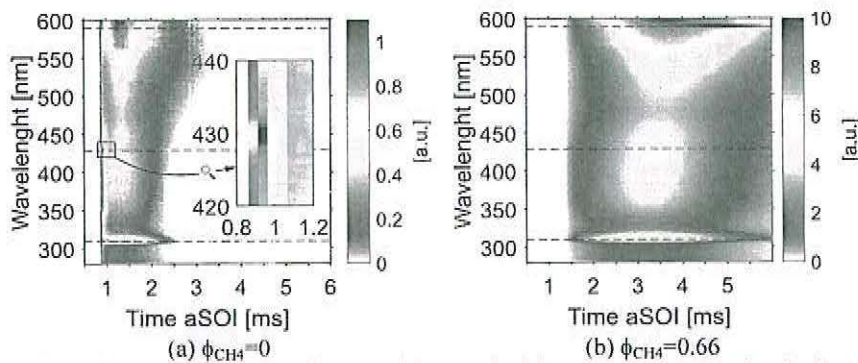 600
550
500
450
400
350
300
Wavelenght [nm]
1 2 3 4 5 6
Time aSOI [ms]
440
430
420
0.8 1 1.2
1
0.8
0.6
0.4
0.2
0
[a.u.]
(a) ϕCH4=0
600
550
500
450
400
350
300
Wavelenght [nm]
1 2 3 4 5
Time aSOI [ms]
10
8
6
4
2
0
[a.u.]
(b) ϕCH4=0.66